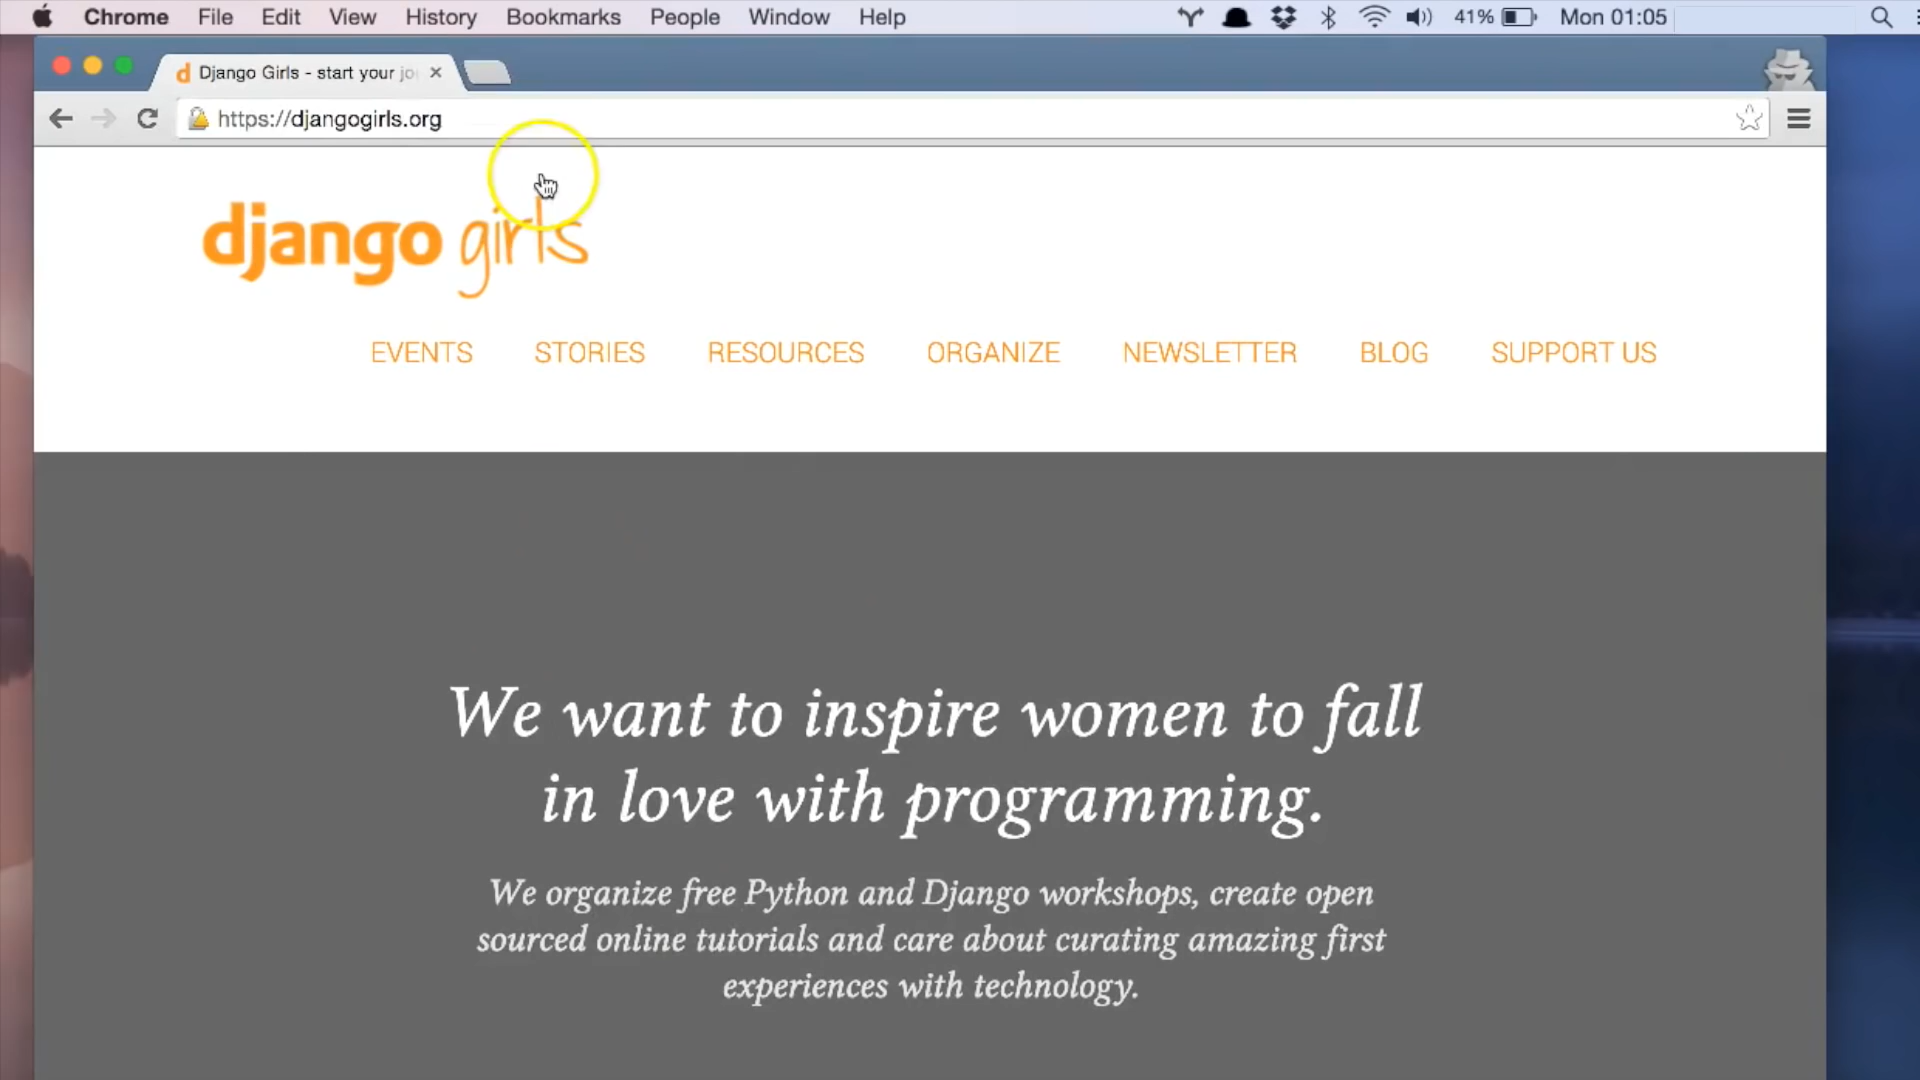 Chrome File Edit View History Bookmarks People Window Help 41% Mon 01:05
Django Girls - start your jo
https://djangogirls.org
django girls
EVENTS STORIES RESOURCES ORGANIZE NEWSLETTER BLOG SUPPORT US
We want to inspire women to fall
in love with programming.
We organize free Python and Django workshops, create open
sourced online tutorials and care about curating amazing first
experiences with technology.